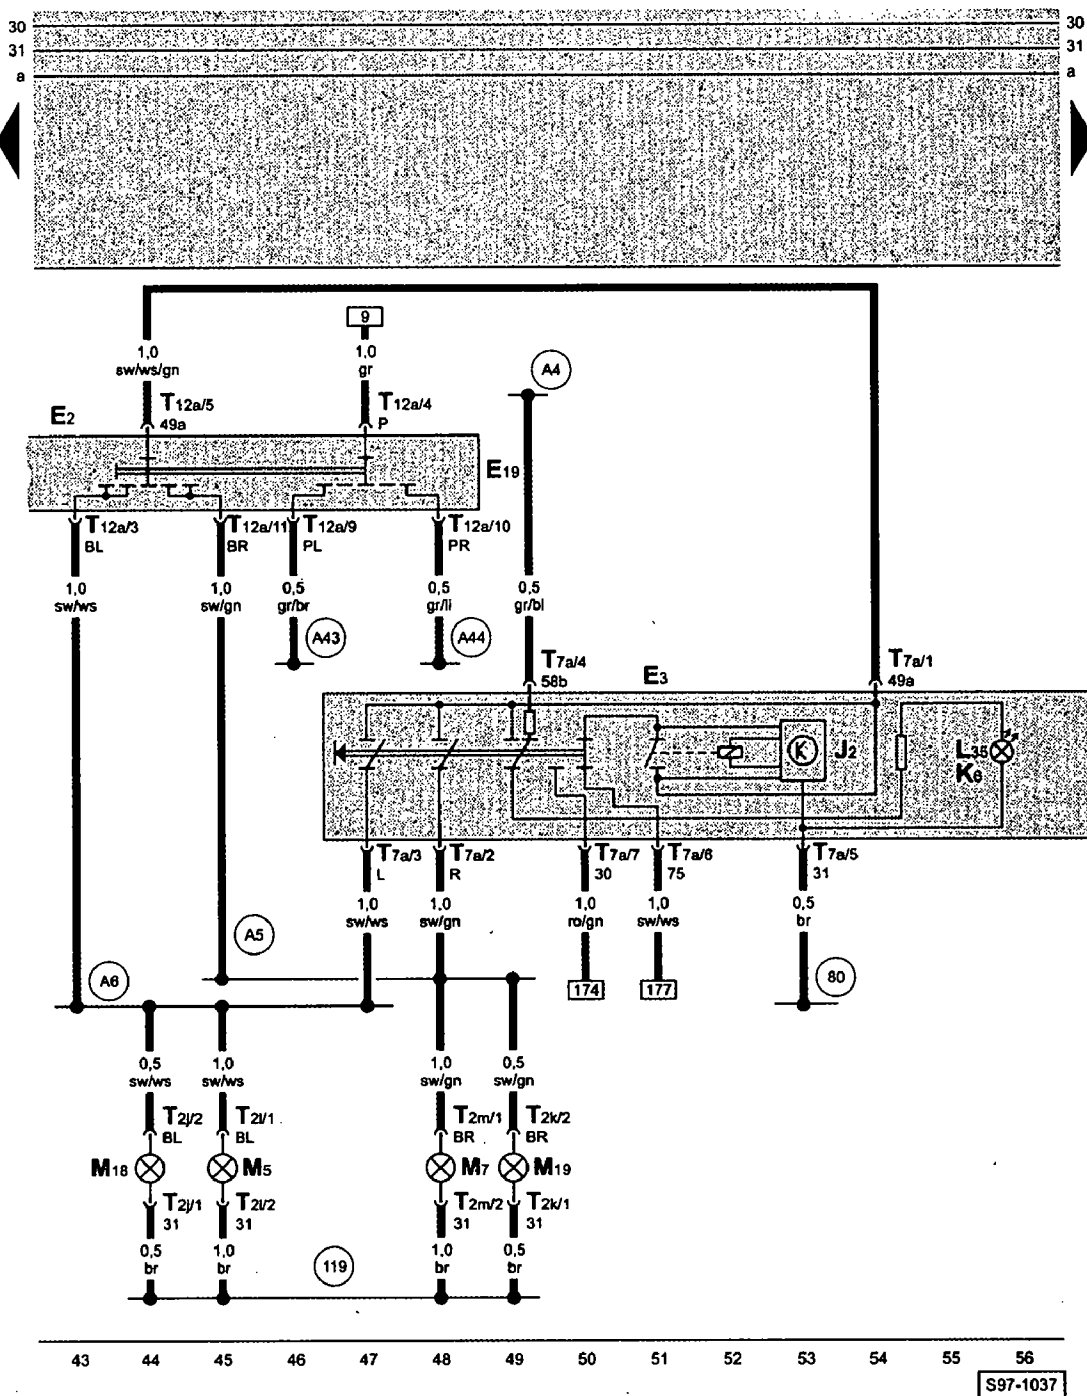 30 30
31 31
a a
9
1,0 1,0
sw/ws/gn gr
A4
E2 T12a/5 T12a/4
49a P
E19
T12a/3 T12a/11 T12a/9 T12a/10
BL BR PL PR
1,0 1,0 0,5 0,5 0,5
sw/ws sw/gn gr/br gr/li gr/bl
A43 A44
T7a/4 E3 T7a/1
58b 49a
K J2 L35
K6
T7a/3 T7a/2 T7a/7 T7a/6 T7a/5
L R 30 75 31
1,0 1,0 1,0 1,0 0,5
sw/ws sw/gn ro/gn sw/ws br
A5
A6 174 177 80
0,5 1,0 1,0 0,5
sw/ws sw/ws sw/gn sw/gn
T2j/2 T2l/1 T2m/1 T2k/2
BL BL BR BR
M18 M5 M7 M19
T2j/1 T2l/2 T2m/2 T2k/1
31 31 31 31
0,5 1,0 1,0 0,5
br br br br
119
43 44 45 46 47 48 49 50 51 52 53 54 55 56
S97-1037